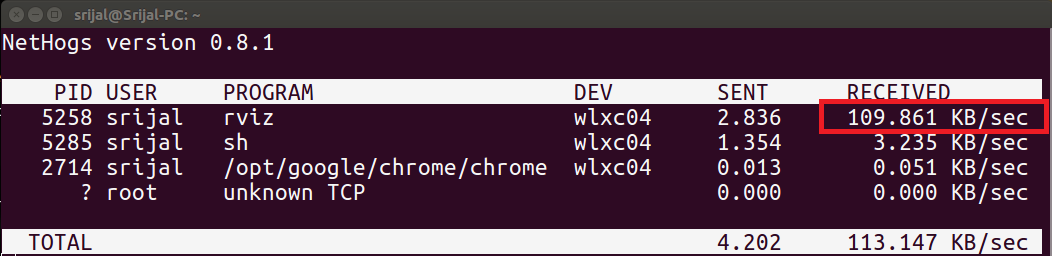 srijal@Srijal-PC: ~
NetHogs version 0.8.1
PID USER PROGRAM DEV SENT RECEIVED
5258 srijal rviz wlxc04 2.836 109.861 KB/sec
5285 srijal sh wlxc04 1.354 3.235 KB/sec
2714 srijal /opt/google/chrome/chrome wlxc04 0.013 0.051 KB/sec
? root unknown TCP 0.000 0.000 KB/sec
TOTAL 4.202 113.147 KB/sec